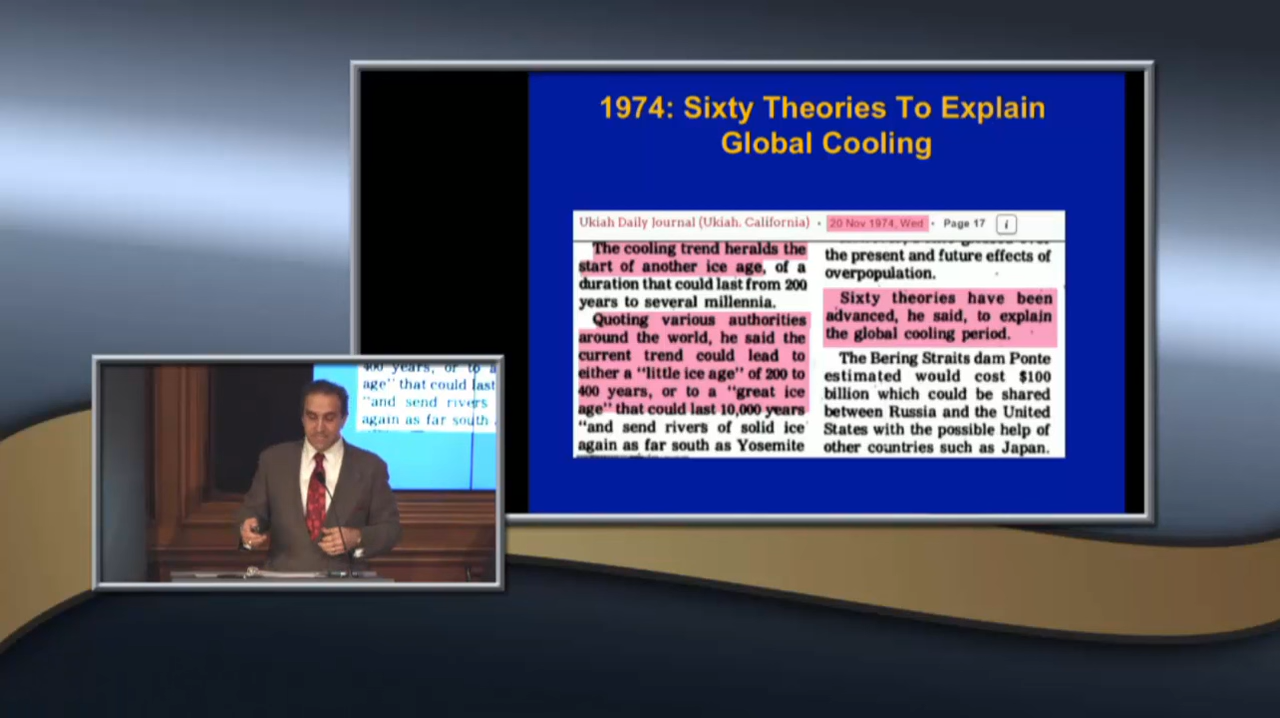 1974: Sixty Theories To Explain
Global Cooling
Ukiah Daily Journal (Ukiah, California) · 20 Nov 1974, Wed · Page 17 i
The cooling trend heralds the
start of another ice age, of a
duration that could last from 200
years to several millennia.
Quoting various authorities
around the world, he said the
current trend could lead to
either a "little ice age" of 200 to
400 years, or to a "great ice
age" that could last 10,000 years
"and send rivers of solid ice
again as far south as Yosemite
the present and future effects of
overpopulation.
Sixty theories have been
advanced, he said, to explain
the global cooling period.
The Bering Straits dam Ponte
estimated would cost $100
billion which could be shared
between Russia and the United
States with the possible help of
other countries such as Japan.
400 years, or to a
age" that could last
"and send rivers
again as far south